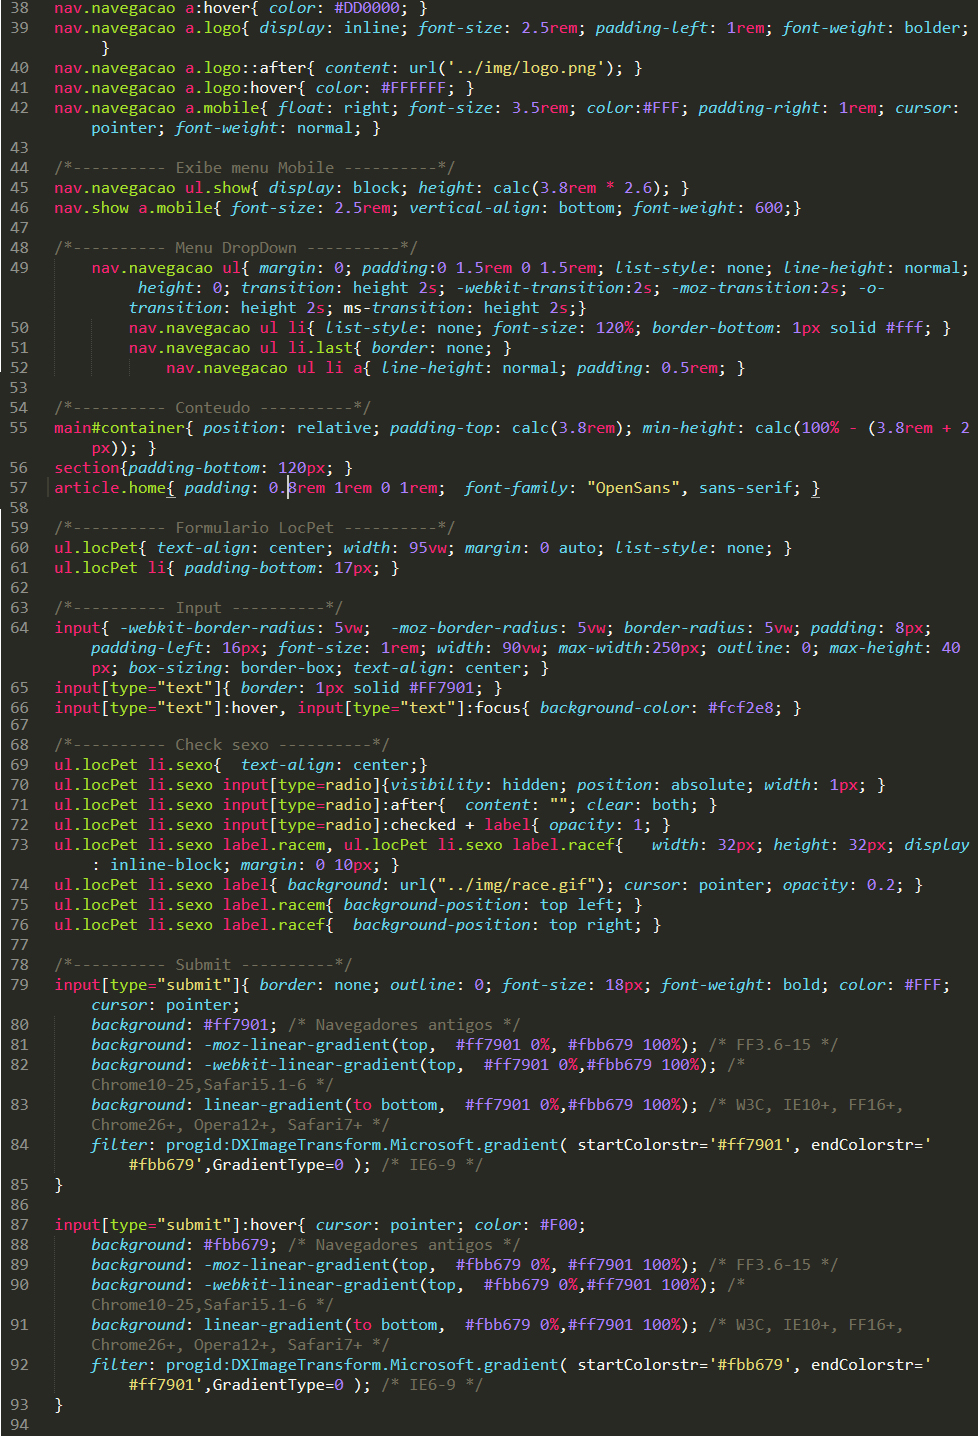 38 nav.navegacao a:hover{ color: #DD0000; }
39 nav.navegacao a.logo{ display: inline; font-size: 2.5rem; padding-left: 1rem; font-weight: bolder;
}
40 nav.navegacao a.logo::after{ content: url('../img/logo.png'); }
41 nav.navegacao a.logo:hover{ color: #FFFFFF; }
42 nav.navegacao a.mobile{ float: right; font-size: 3.5rem; color:#FFF; padding-right: 1rem; cursor:
pointer; font-weight: normal; }
43
44 /*---------- Exibe menu Mobile ----------*/
45 nav.navegacao ul.show{ display: block; height: calc(3.8rem * 2.6); }
46 nav.show a.mobile{ font-size: 2.5rem; vertical-align: bottom; font-weight: 600;}
47
48 /*---------- Menu DropDown ----------*/
49 nav.navegacao ul{ margin: 0; padding:0 1.5rem 0 1.5rem; list-style: none; line-height: normal;
height: 0; transition: height 2s; -webkit-transition:2s; -moz-transition:2s; -o-
transition: height 2s; ms-transition: height 2s;}
50 nav.navegacao ul li{ list-style: none; font-size: 120%; border-bottom: 1px solid #fff; }
51 nav.navegacao ul li.last{ border: none; }
52 nav.navegacao ul li a{ line-height: normal; padding: 0.5rem; }
53
54 /*---------- Conteudo ----------*/
55 main#container{ position: relative; padding-top: calc(3.8rem); min-height: calc(100% - (3.8rem + 2
px)); }
56 section{padding-bottom: 120px; }
57 article.home{ padding: 0.8rem 1rem 0 1rem;  font-family: "OpenSans", sans-serif; }
58
59 /*---------- Formulario LocPet ----------*/
60 ul.locPet{ text-align: center; width: 95vw; margin: 0 auto; list-style: none; }
61 ul.locPet li{ padding-bottom: 17px; }
62
63 /*---------- Input ----------*/
64 input{ -webkit-border-radius: 5vw;  -moz-border-radius: 5vw; border-radius: 5vw; padding: 8px;
padding-left: 16px; font-size: 1rem; width: 90vw; max-width:250px; outline: 0; max-height: 40
px; box-sizing: border-box; text-align: center; }
65 input[type="text"]{ border: 1px solid #FF7901; }
66 input[type="text"]:hover, input[type="text"]:focus{ background-color: #fcf2e8; }
67
68 /*---------- Check sexo ----------*/
69 ul.locPet li.sexo{  text-align: center;}
70 ul.locPet li.sexo input[type=radio]{visibility: hidden; position: absolute; width: 1px; }
71 ul.locPet li.sexo input[type=radio]:after{  content: ""; clear: both; }
72 ul.locPet li.sexo input[type=radio]:checked + label{ opacity: 1; }
73 ul.locPet li.sexo label.racem, ul.locPet li.sexo label.racef{   width: 32px; height: 32px; display
: inline-block; margin: 0 10px; }
74 ul.locPet li.sexo label{ background: url("../img/race.gif"); cursor: pointer; opacity: 0.2; }
75 ul.locPet li.sexo label.racem{ background-position: top left; }
76 ul.locPet li.sexo label.racef{  background-position: top right; }
77
78 /*---------- Submit ----------*/
79 input[type="submit"]{ border: none; outline: 0; font-size: 18px; font-weight: bold; color: #FFF;
cursor: pointer;
80 background: #ff7901; /* Navegadores antigos */
81 background: -moz-linear-gradient(top,  #ff7901 0%, #fbb679 100%); /* FF3.6-15 */
82 background: -webkit-linear-gradient(top,  #ff7901 0%,#fbb679 100%); /*
Chrome10-25,Safari5.1-6 */
83 background: linear-gradient(to bottom,  #ff7901 0%,#fbb679 100%); /* W3C, IE10+, FF16+,
Chrome26+, Opera12+, Safari7+ */
84 filter: progid:DXImageTransform.Microsoft.gradient( startColorstr='#ff7901', endColorstr='
#fbb679',GradientType=0 ); /* IE6-9 */
85 }
86
87 input[type="submit"]:hover{ cursor: pointer; color: #F00;
88 background: #fbb679; /* Navegadores antigos */
89 background: -moz-linear-gradient(top,  #fbb679 0%, #ff7901 100%); /* FF3.6-15 */
90 background: -webkit-linear-gradient(top,  #fbb679 0%,#ff7901 100%); /*
Chrome10-25,Safari5.1-6 */
91 background: linear-gradient(to bottom,  #fbb679 0%,#ff7901 100%); /* W3C, IE10+, FF16+,
Chrome26+, Opera12+, Safari7+ */
92 filter: progid:DXImageTransform.Microsoft.gradient( startColorstr='#fbb679', endColorstr='
#ff7901',GradientType=0 ); /* IE6-9 */
93 }
94